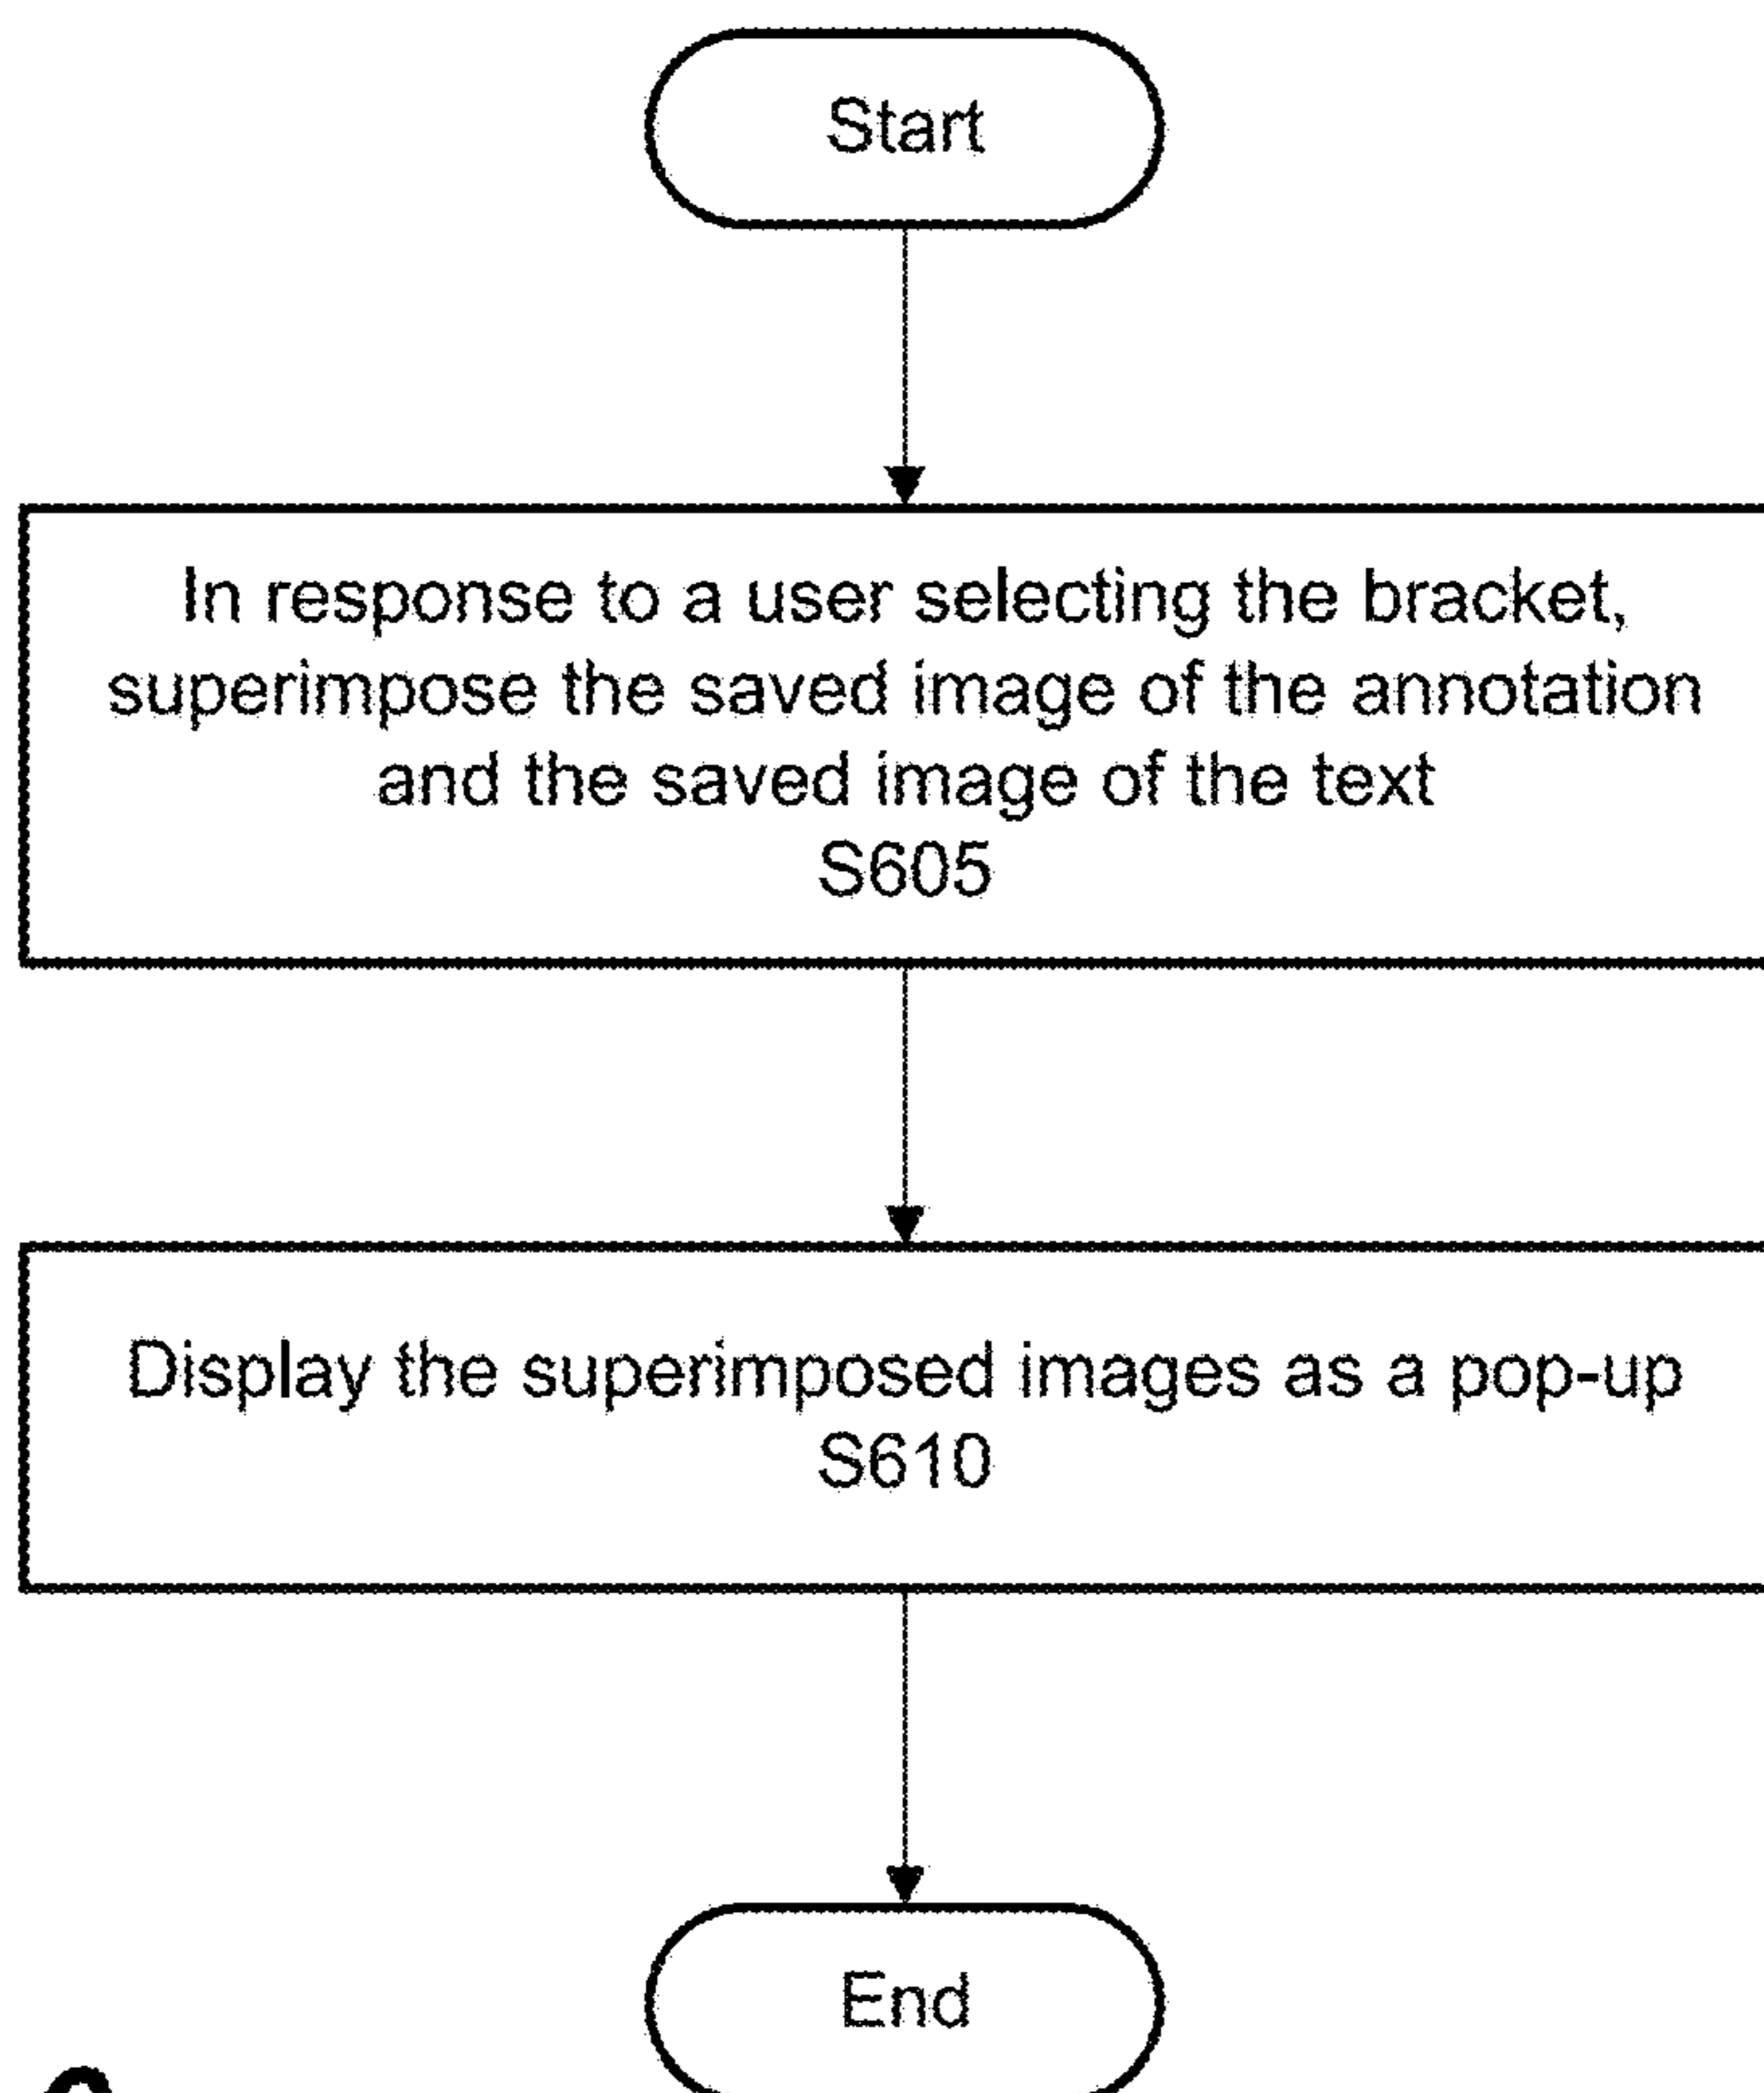 Start
In response to a user selecting the bracket,
superimpose the saved image of the annotation
and the saved image of the text
S605
Display the superimposed images as a pop-up
S610
End